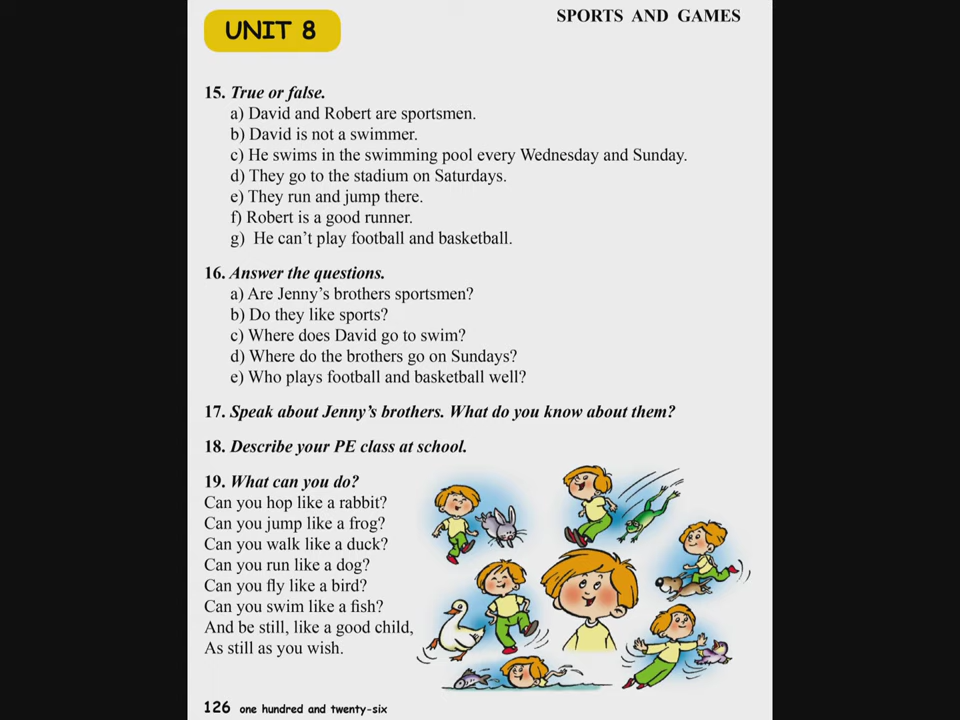 UNIT 8
SPORTS AND GAMES
15. True or false.
a) David and Robert are sportsmen.
b) David is not a swimmer.
c) He swims in the swimming pool every Wednesday and Sunday.
d) They go to the stadium on Saturdays.
e) They run and jump there.
f) Robert is a good runner.
g) He can't play football and basketball.
16. Answer the questions.
a) Are Jenny's brothers sportsmen?
b) Do they like sports?
c) Where does David go to swim?
d) Where do the brothers go on Sundays?
e) Who plays football and basketball well?
17. Speak about Jenny's brothers. What do you know about them?
18. Describe your PE class at school.
19. What can you do?
Can you hop like a rabbit?
Can you jump like a frog?
Can you walk like a duck?
Can you run like a dog?
Can you fly like a bird?
Can you swim like a fish?
And be still, like a good child,
As still as you wish.
126 one hundred and twenty-six